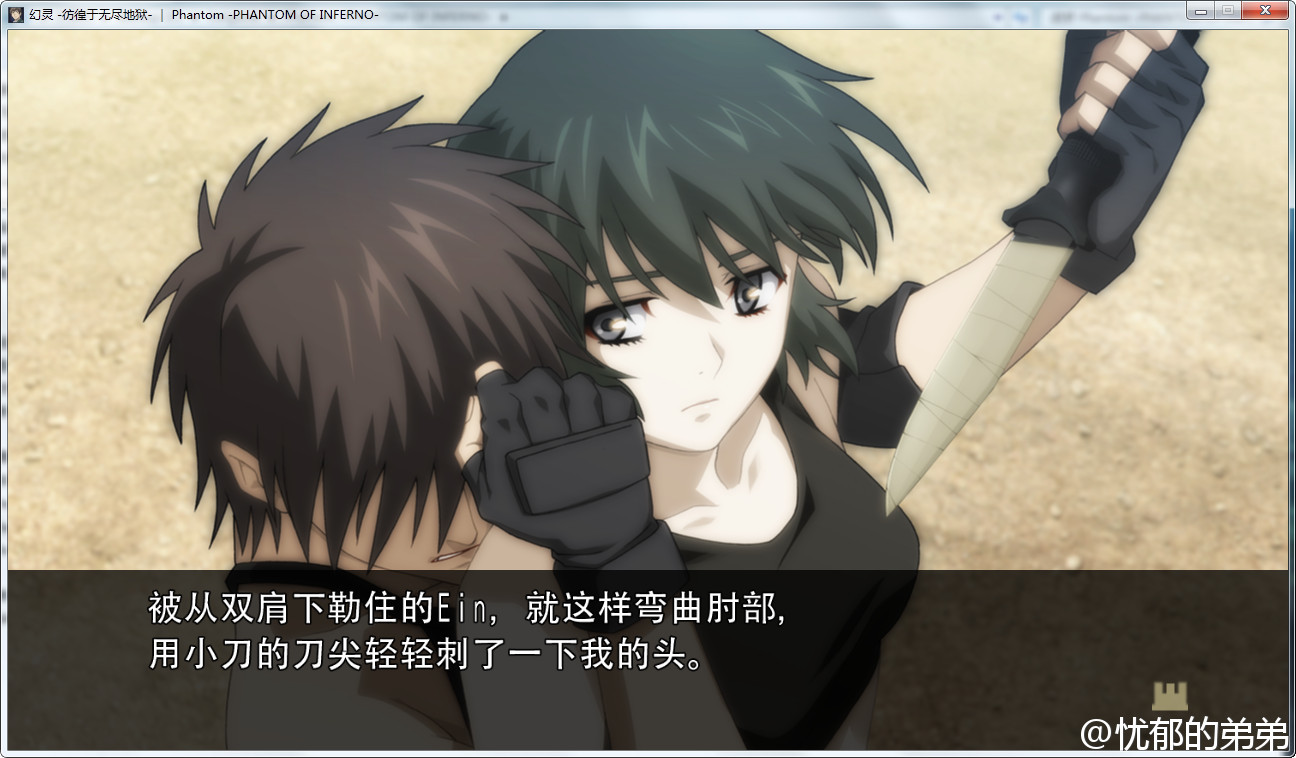 幻灵 -彷徨于无尽地狱- | Phantom -PHANTOM OF INFERNO-
被从双肩下勒住的Ein, 就这样弯曲肘部,
用小刀的刀尖轻轻刺了一下我的头。
@忧郁的弟弟